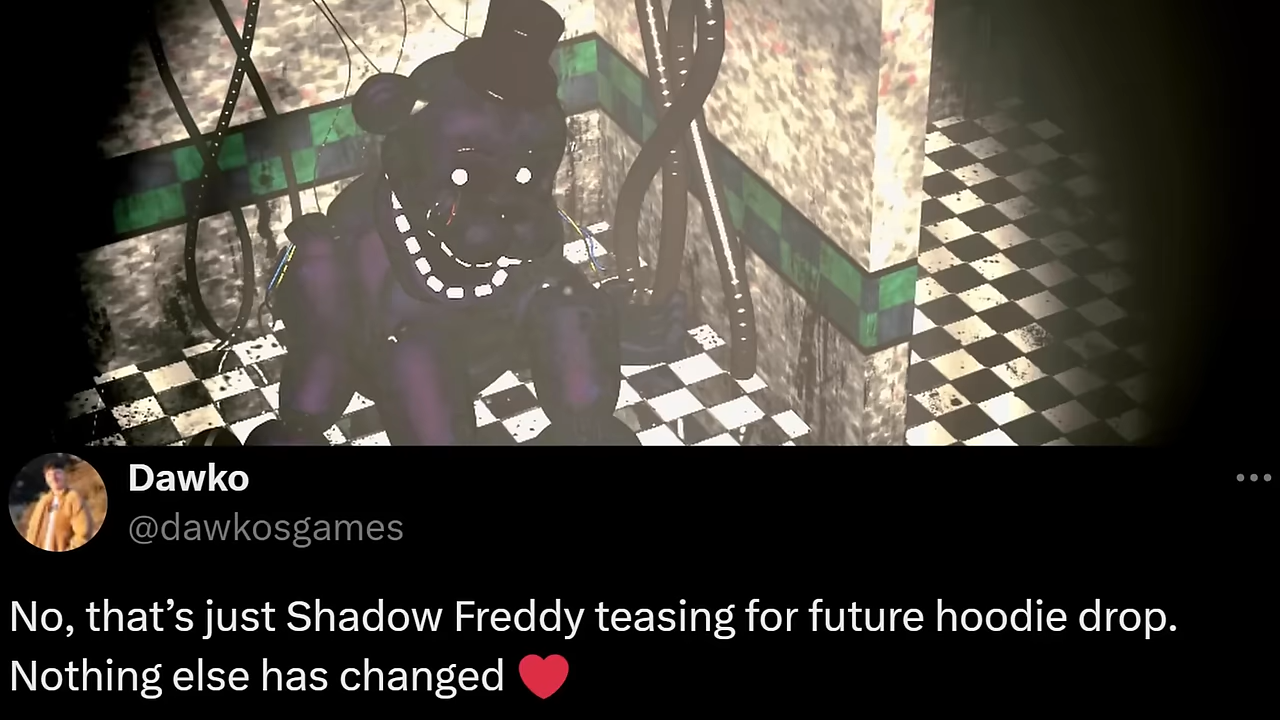 Dawko
@dawkosgames
No, that’s just Shadow Freddy teasing for future hoodie drop.
Nothing else has changed ❤️